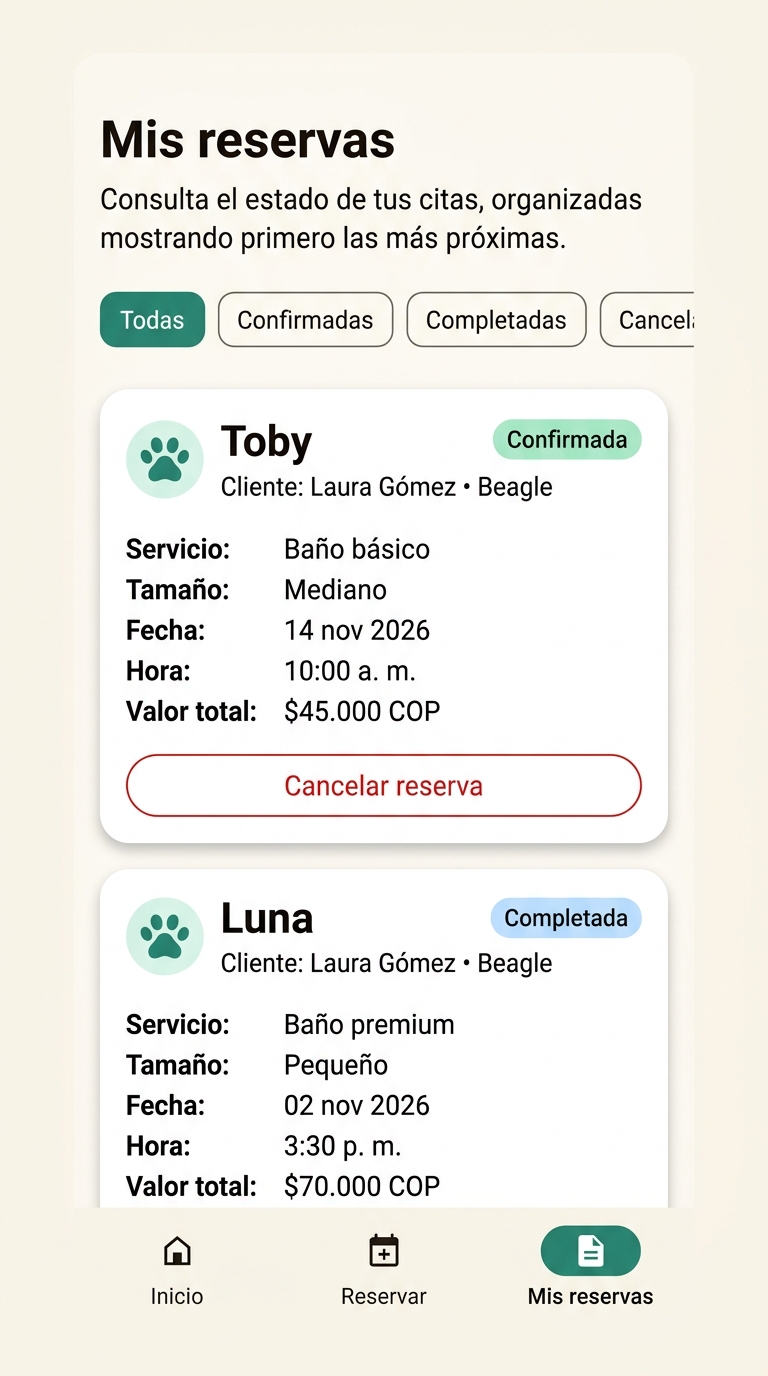 Mis reservas
Consulta el estado de tus citas, organizadas
mostrando primero las más próximas.
Todas
Confirmadas
Completadas
Cancela
Toby
Confirmada
Cliente: Laura Gómez • Beagle
Servicio: Baño básico
Tamaño: Mediano
Fecha: 14 nov 2026
Hora: 10:00 a. m.
Valor total: $45.000 COP
Cancelar reserva
Luna
Completada
Cliente: Laura Gómez • Beagle
Servicio: Baño premium
Tamaño: Pequeño
Fecha: 02 nov 2026
Hora: 3:30 p. m.
Valor total: $70.000 COP
Inicio
Reservar
Mis reservas